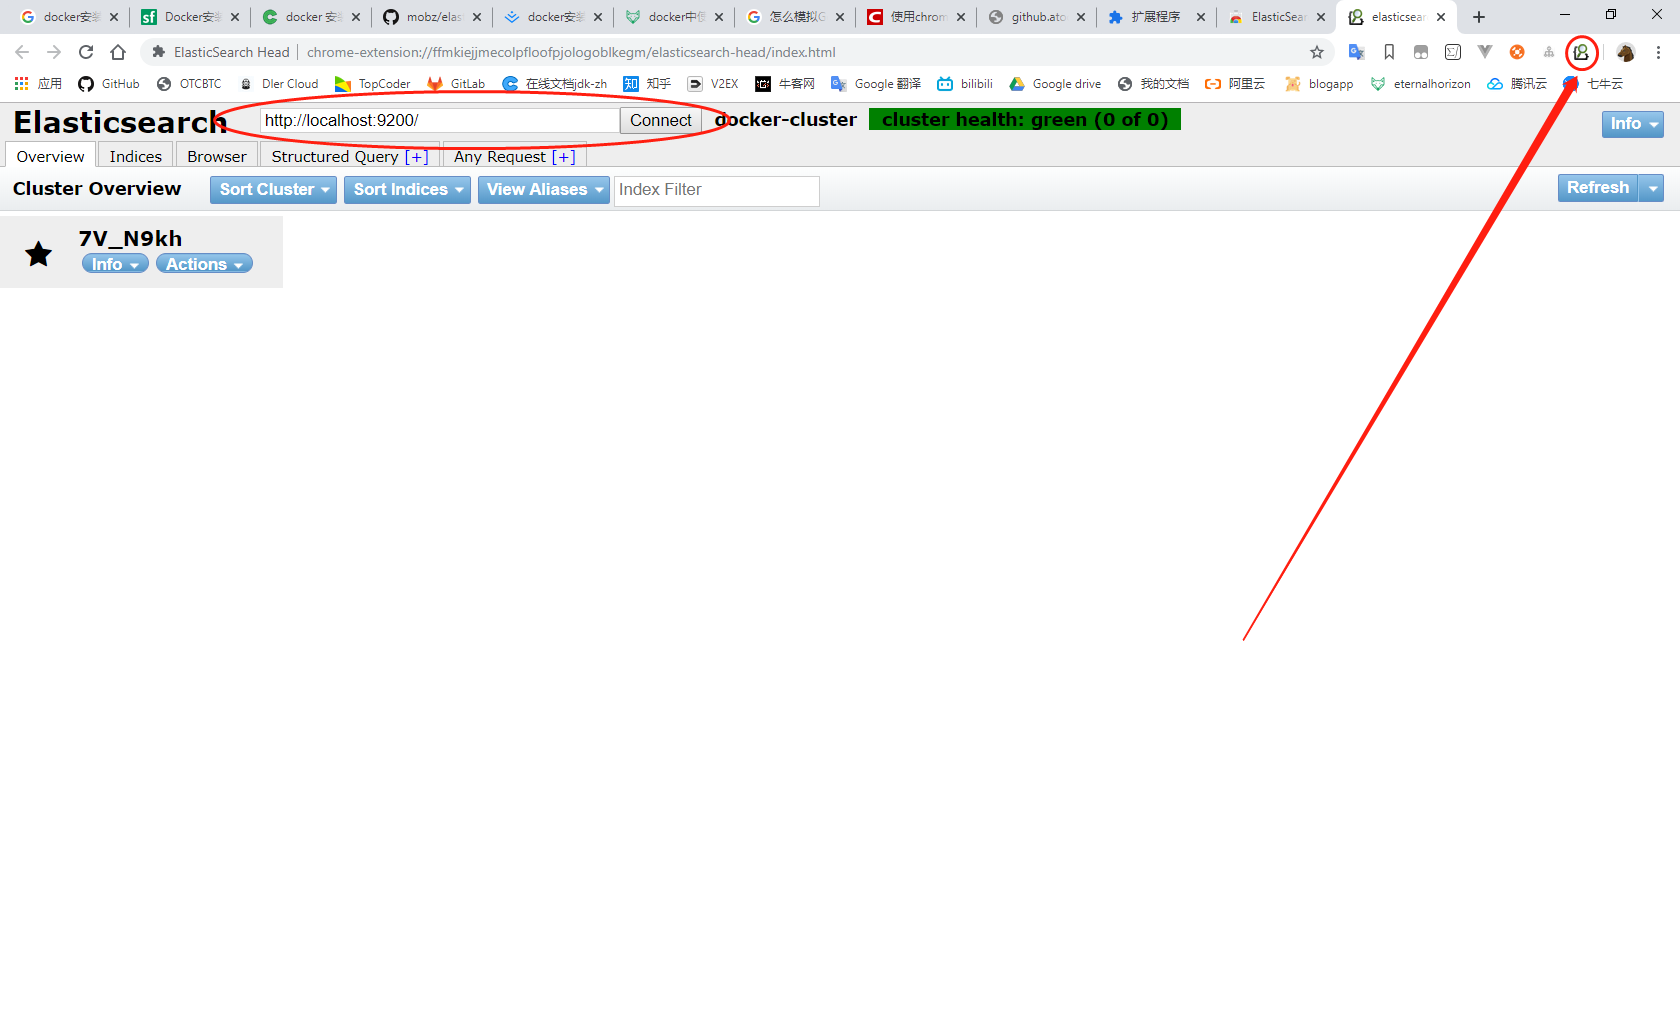 docker安装
Docker安装
docker 安装
mobz/elas
docker安装
docker中使
怎么模拟G
使用chrom
github.ato
扩展程序
ElasticSea
elasticsear
ElasticSearch Head
chrome-extension://ffmkiejjmecolpfloofpjologoblkegm/elasticsearch-head/index.html
应用 GitHub OTCBTC Dler Cloud TopCoder GitLab 在线文档jdk-zh 知乎 V2EX 牛客网 Google 翻译 bilibili Google drive 我的文档 阿里云 blogapp eternalhorizon 腾讯云 七牛云
Elasticsearch http://localhost:9200/ Connect docker-cluster cluster health: green (0 of 0) Info
Overview Indices Browser Structured Query [+] Any Request [+]
Cluster Overview Sort Cluster Sort Indices View Aliases Index Filter Refresh
7V_N9kh
Info Actions